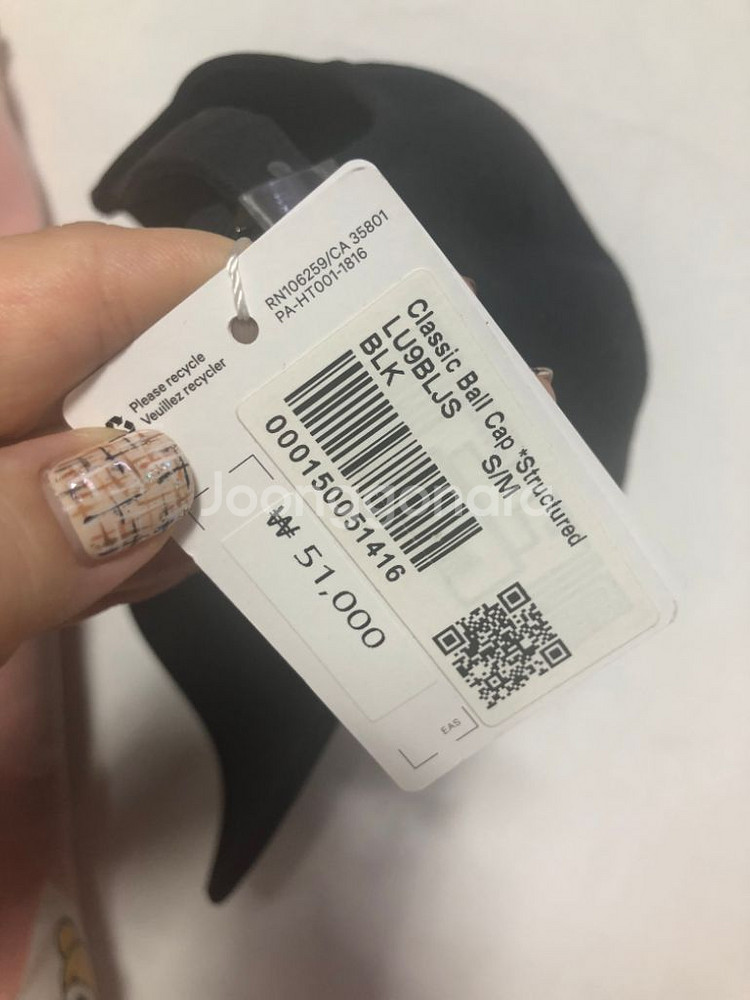 RN106259/CA 35801
PA-HT001-1816
Please recycle
Veuillez recycler
Classic Ball Cap *Structured
LU9BLJS S/M
BLK
000150051416
₩ 51,000
EAS
Joonggonara